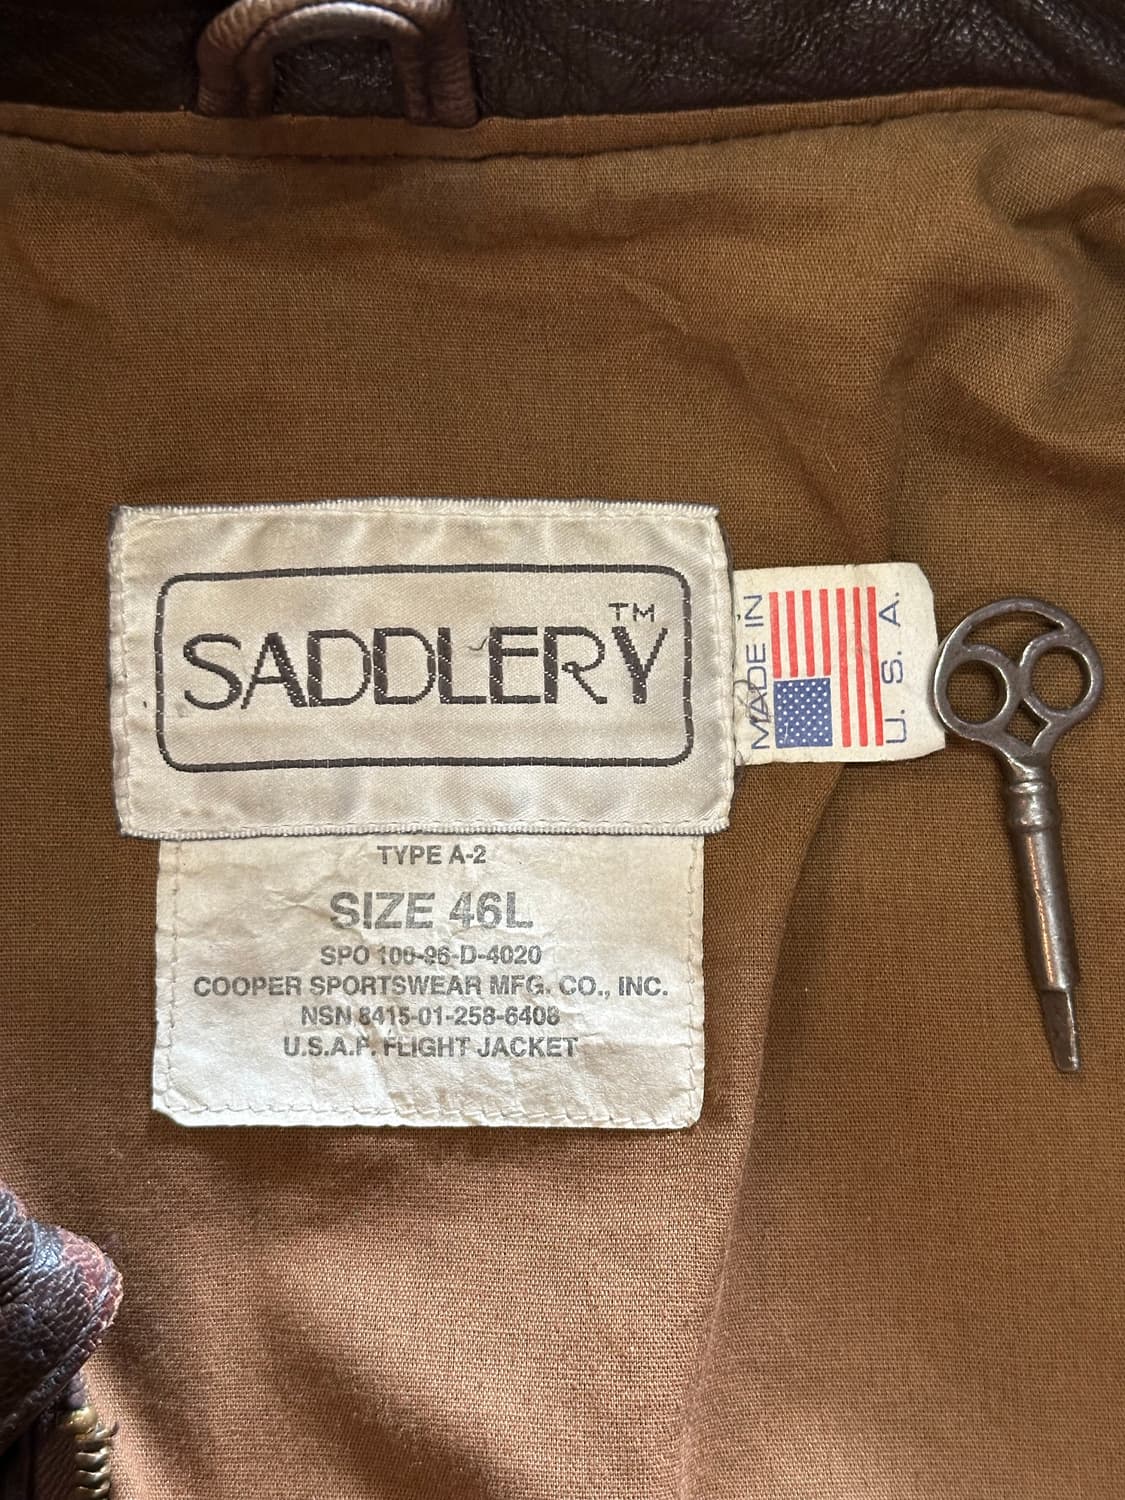 SADDLERY™
MADE IN
U. S. A.
TYPE A-2
SIZE 46L
SPO 100-96-D-4020
COOPER SPORTSWEAR MFG. CO., INC.
NSN 8415-01-258-6408
U.S.A.F. FLIGHT JACKET